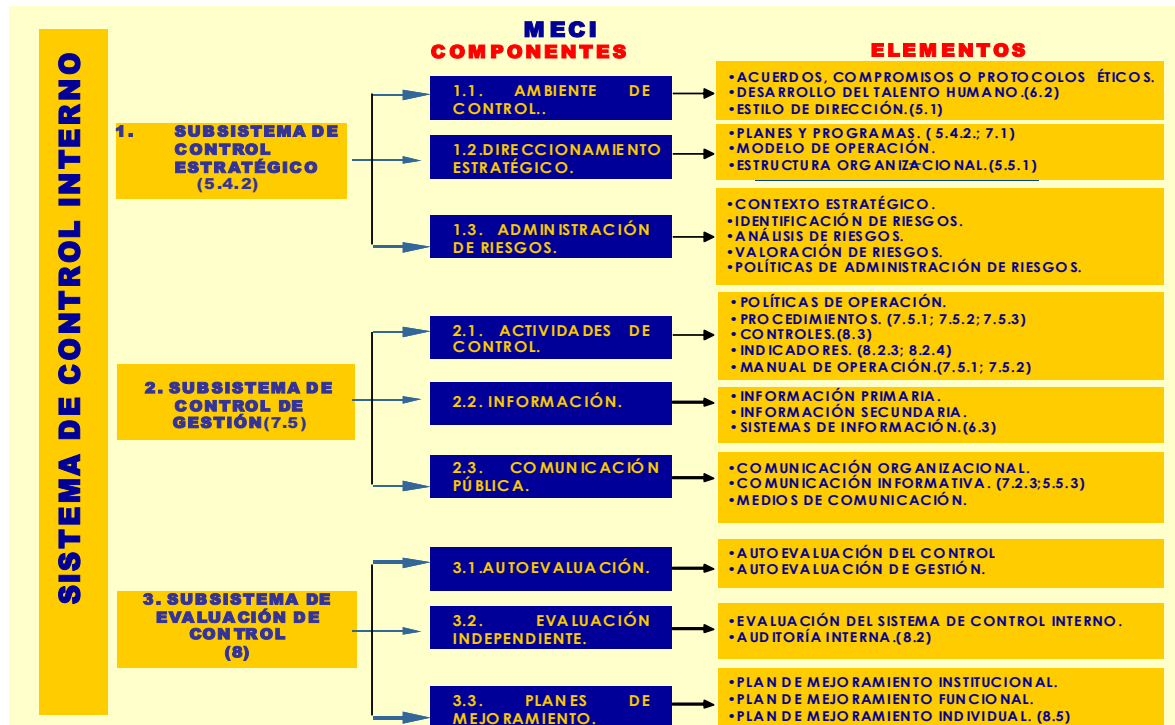 SISTEMA DE CONTROL INTERNO
MECI
COMPONENTES
ELEMENTOS
1. SUBSISTEMA DE
CONTROL
ESTRATÉGICO
(5.4.2)
1.1. AMBIENTE DE
CONTROL..
•ACUERDOS, COMPROMISOS O PROTOCOLOS ÉTICOS.
•DESARROLLO DEL TALENTO HUMANO.(6.2)
•ESTILO DE DIRECCIÓN.(5.1)
1.2.DIRECCIONAMIENTO
ESTRATÉGICO.
•PLANES Y PROGRAMAS. ( 5.4.2.; 7.1)
•MODELO DE OPERACIÓN.
•ESTRUCTURA ORGANIZACIONAL.(5.5.1)
1.3. ADMINISTRACIÓN
DE RIESGOS.
•CONTEXTO ESTRATÉGICO.
•IDENTIFICACIÓN DE RIESGOS.
•ANÁLISIS DE RIESGOS.
•VALORACIÓN DE RIESGOS.
•POLÍTICAS DE ADMINISTRACIÓN DE RIESGOS.
2. SUBSISTEMA DE
CONTROL DE
GESTIÓN(7.5)
2.1. ACTIVIDADES DE
CONTROL.
• POLÍTICAS DE OPERACIÓN.
• PROCEDIMIENTOS. (7.5.1; 7.5.2; 7.5.3)
• CONTROLES.(8.3)
• INDICADORES. (8.2.3; 8.2.4)
• MANUAL DE OPERACIÓN.(7.5.1; 7.5.2)
2.2. INFORMACIÓN.
• INFORMACIÓN PRIMARIA.
• INFORMACIÓN SECUNDARIA.
• SISTEMAS DE INFORMACIÓN.(6.3)
2.3. COMUNICACIÓN
PÚBLICA.
• COMUNICACIÓN ORGANIZACIONAL.
• COMUNICACIÓN INFORMATIVA. (7.2.3;5.5.3)
• MEDIOS DE COMUNICACIÓN.
3. SUBSISTEMA DE
EVALUACIÓN DE
CONTROL
(8)
3.1.AUTOEVALUACIÓN.
•AUTOEVALUACIÓN DEL CONTROL
•AUTOEVALUACIÓN DE GESTIÓN.
3.2. EVALUACIÓN
INDEPENDIENTE.
•EVALUACIÓN DEL SISTEMA DE CONTROL INTERNO.
•AUDITORÍA INTERNA.(8.2)
3.3. PLANES DE
MEJORAMIENTO.
•PLAN DE MEJORAMIENTO INSTITUCIONAL.
•PLAN DE MEJORAMIENTO FUNCIONAL.
•PLAN DE MEJORAMIENTO INDIVIDUAL. (8.5)